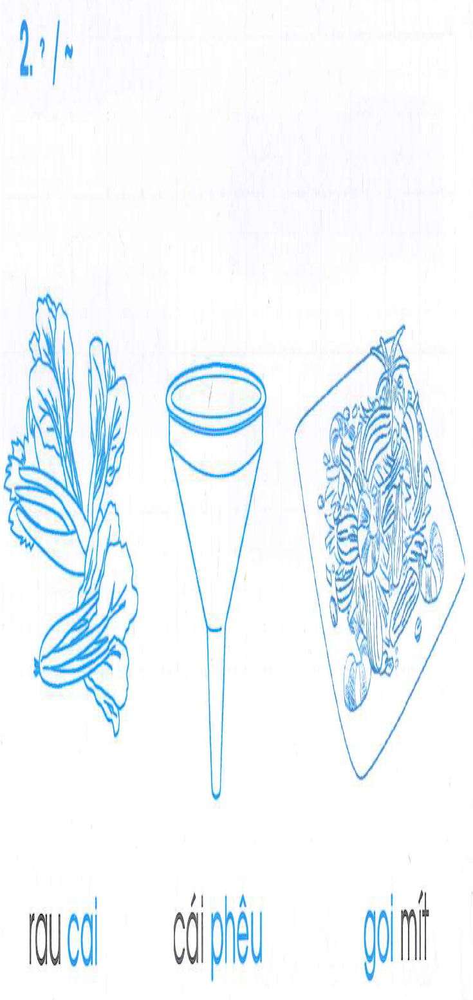 2. ? / ~
rau cai
cái phêu
goi mít